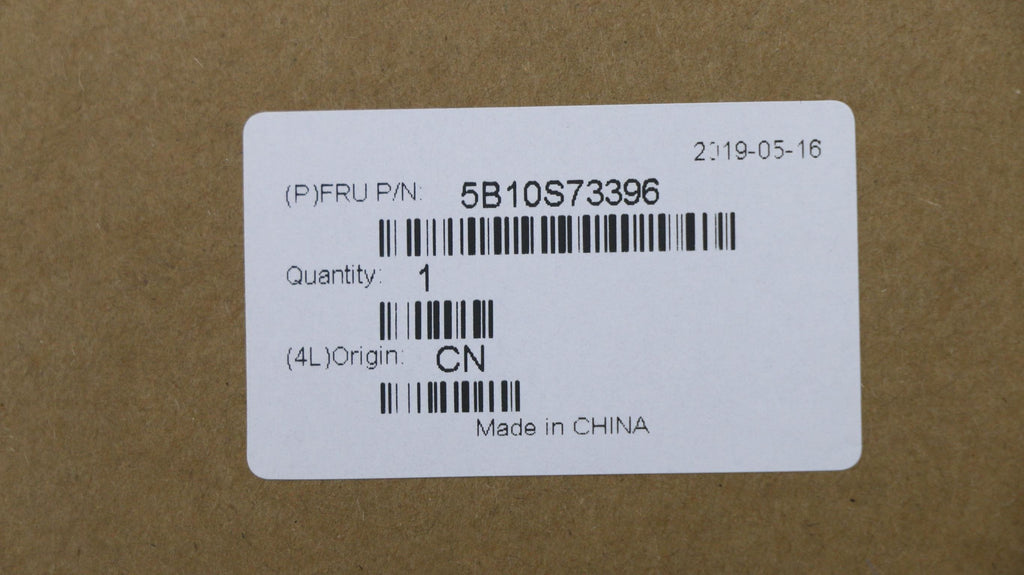 2019-05-16
(P)FRU P/N: 5B10S73396
Quantity: 1
(4L)Origin: CN
Made in CHINA